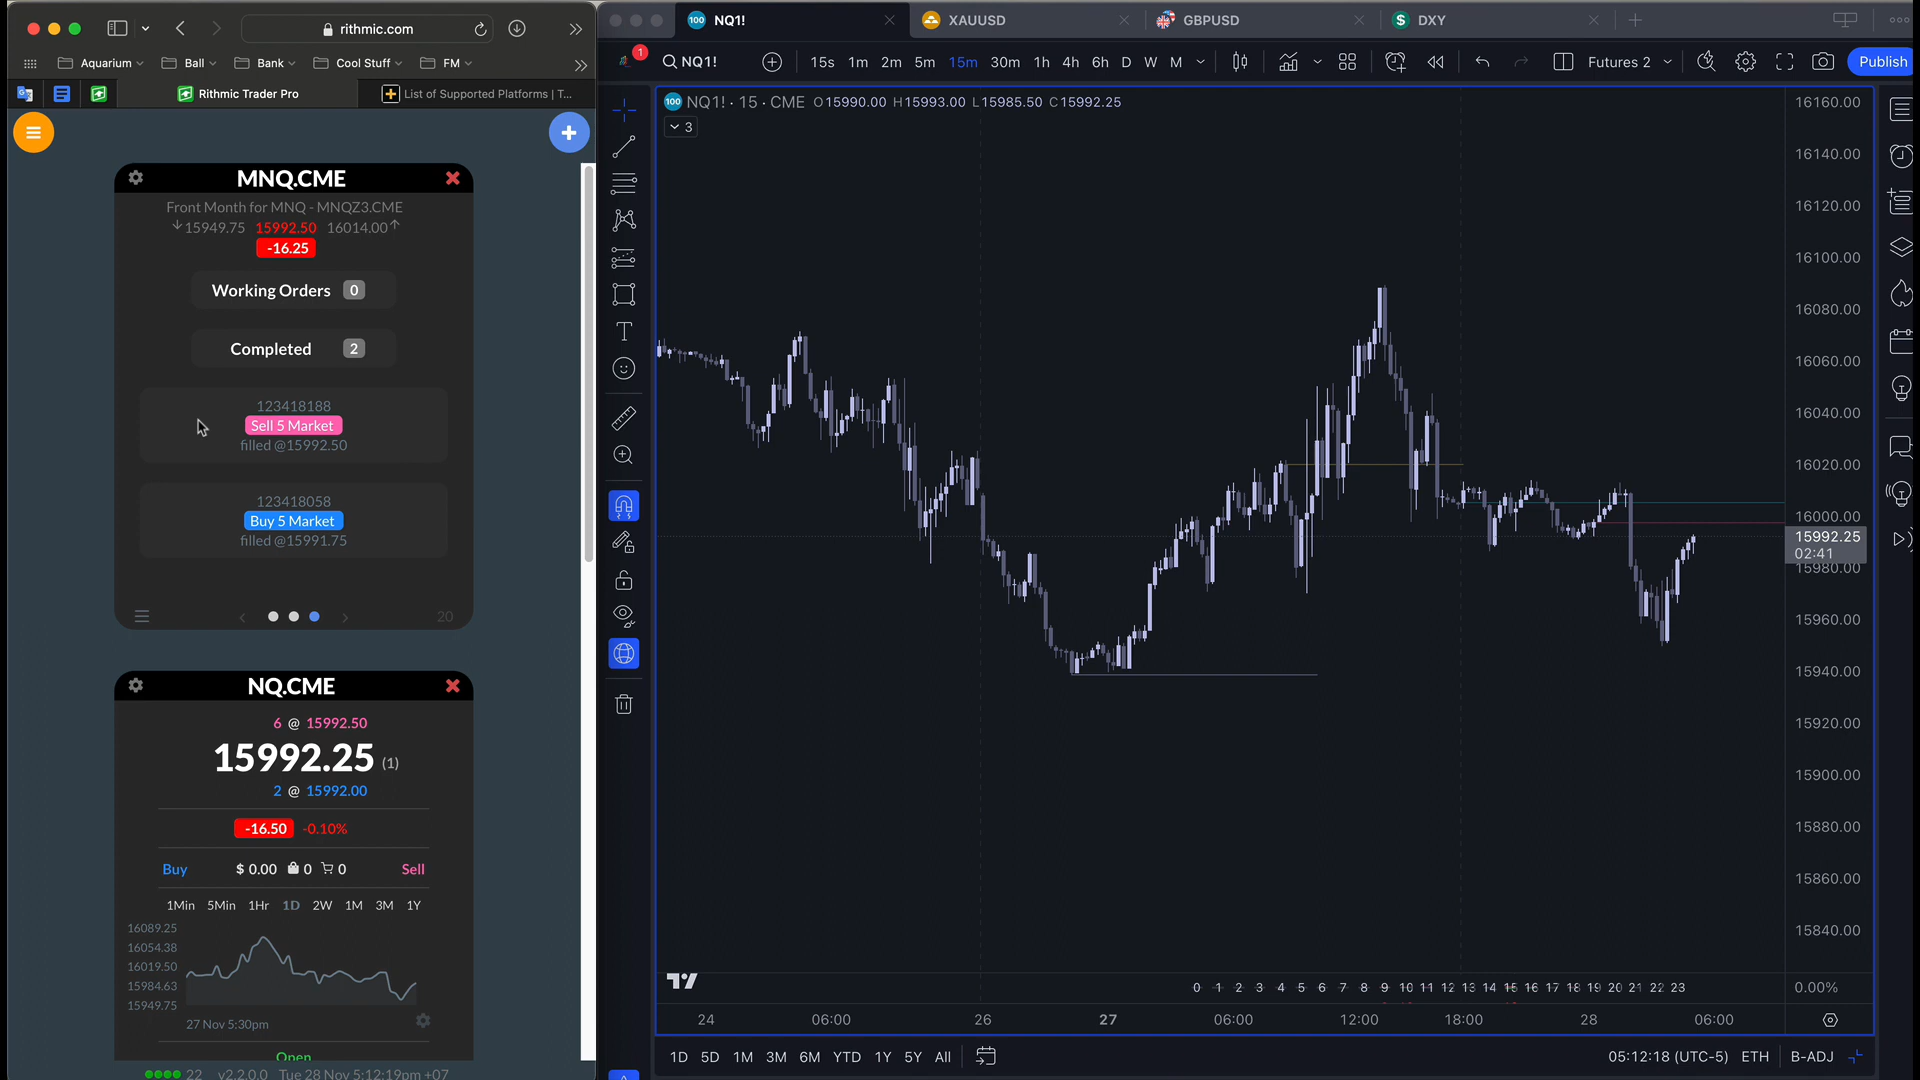 rithmic.com
Aquarium
Ball
Bank
Cool Stuff
FM
Rithmic Trader Pro
List of Supported Platforms | T...
MNQ.CME
Front Month for MNQ - MNQZ3.CME
15949.75 15992.50 16014.00
-16.25
Working Orders 0
Completed 2
123418188
Sell 5 Market
filled @15992.50
123418058
Buy 5 Market
filled @15991.75
20
NQ.CME
6 @ 15992.50
15992.25 (1)
2 @ 15992.00
-16.50 -0.10%
Buy $ 0.00 0 0 Sell
1Min 5Min 1Hr 1D 2W 1M 3M 1Y
16089.25
16054.38
16019.50
15984.63
15949.75
27 Nov 5:30pm
Open
22 v2.2.0.0 Tue 28 Nov 5:12:19pm +07
100 NQ1!
XAUUSD
GBPUSD
$ DXY
1
NQ1!
15s 1m 2m 5m 15m 30m 1h 4h 6h D W M
Futures 2
Publish
100 NQ1! · 15 · CME O15990.00 H15993.00 L15985.50 C15992.25
3
16160.00
16140.00
16120.00
16100.00
16080.00
16060.00
16040.00
16020.00
16000.00
15992.25
02:41
15980.00
15960.00
15940.00
15920.00
15900.00
15880.00
15860.00
15840.00
0 1 2 3 4 5 6 7 8 9 10 11 12 13 14 15 16 17 18 19 20 21 22 23
0.00%
24 06:00 26 27 06:00 12:00 18:00 28 06:00
1D 5D 1M 3M 6M YTD 1Y 5Y All
05:12:18 (UTC-5) ETH B-ADJ